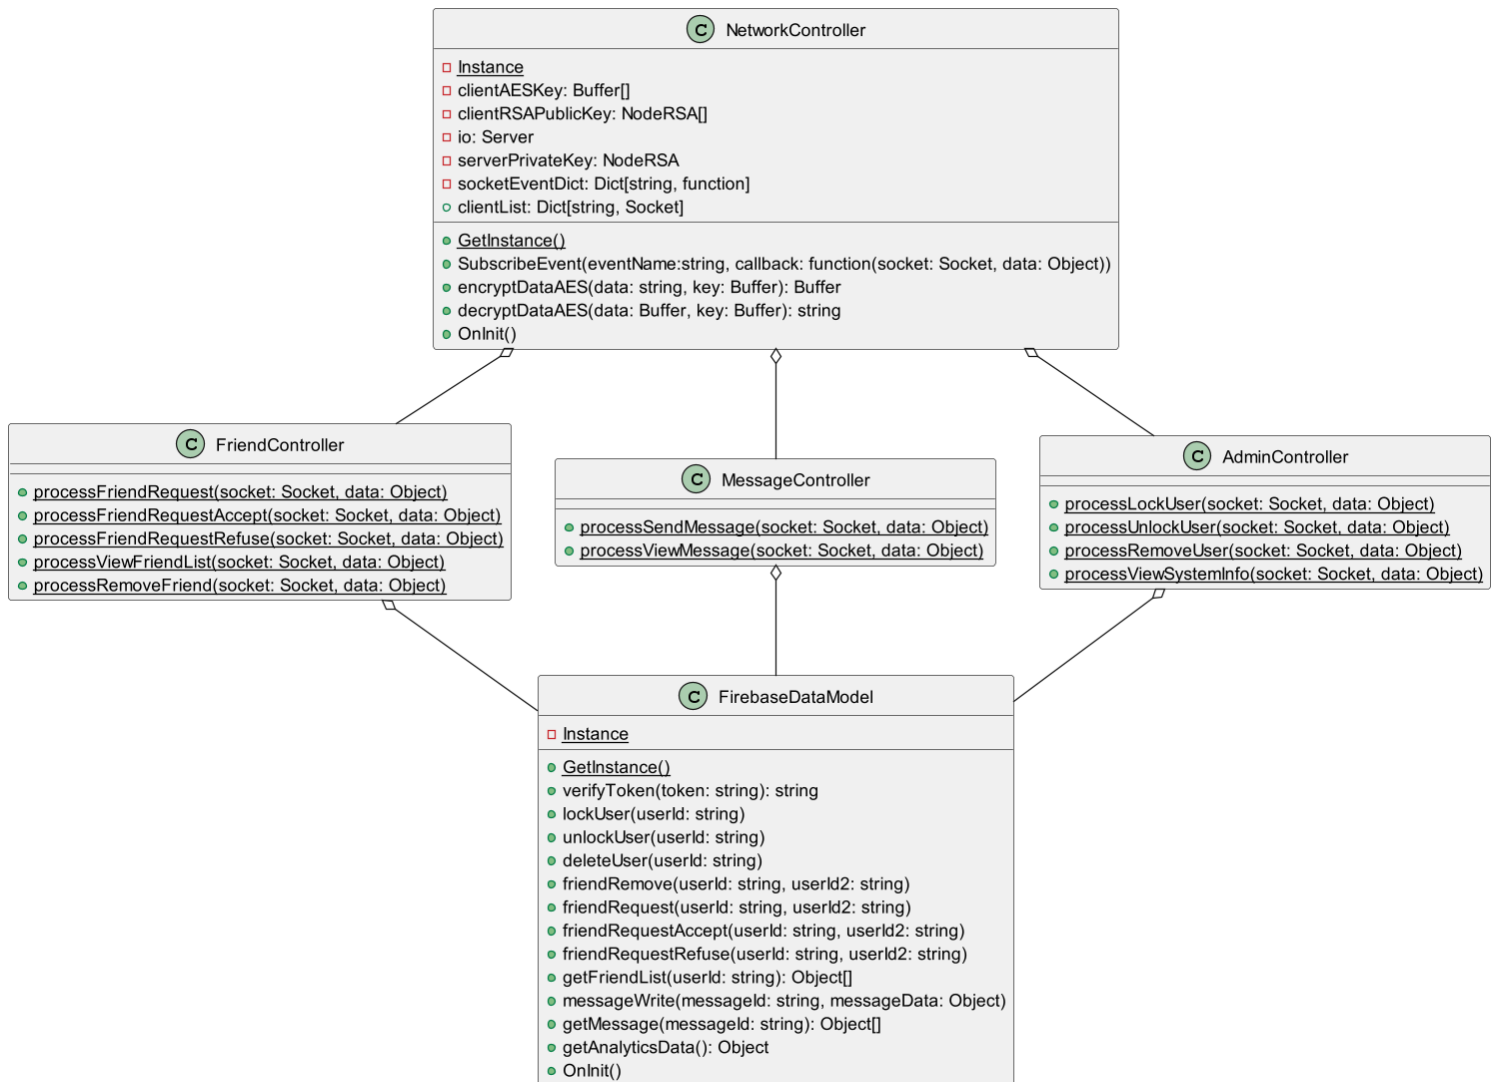 C NetworkController
Instance
clientAESKey: Buffer[]
clientRSAPublicKey: NodeRSA[]
io: Server
serverPrivateKey: NodeRSA
socketEventDict: Dict[string, function]
clientList: Dict[string, Socket]
GetInstance()
SubscribeEvent(eventName:string, callback: function(socket: Socket, data: Object))
encryptDataAES(data: string, key: Buffer): Buffer
decryptDataAES(data: Buffer, key: Buffer): string
OnInit()
C FriendController
processFriendRequest(socket: Socket, data: Object)
processFriendRequestAccept(socket: Socket, data: Object)
processFriendRequestRefuse(socket: Socket, data: Object)
processViewFriendList(socket: Socket, data: Object)
processRemoveFriend(socket: Socket, data: Object)
C MessageController
processSendMessage(socket: Socket, data: Object)
processViewMessage(socket: Socket, data: Object)
C AdminController
processLockUser(socket: Socket, data: Object)
processUnlockUser(socket: Socket, data: Object)
processRemoveUser(socket: Socket, data: Object)
processViewSystemInfo(socket: Socket, data: Object)
C FirebaseDataModel
Instance
GetInstance()
verifyToken(token: string): string
lockUser(userId: string)
unlockUser(userId: string)
deleteUser(userId: string)
friendRemove(userId: string, userId2: string)
friendRequest(userId: string, userId2: string)
friendRequestAccept(userId: string, userId2: string)
friendRequestRefuse(userId: string, userId2: string)
getFriendList(userId: string): Object[]
messageWrite(messageId: string, messageData: Object)
getMessage(messageId: string): Object[]
getAnalyticsData(): Object
OnInit()